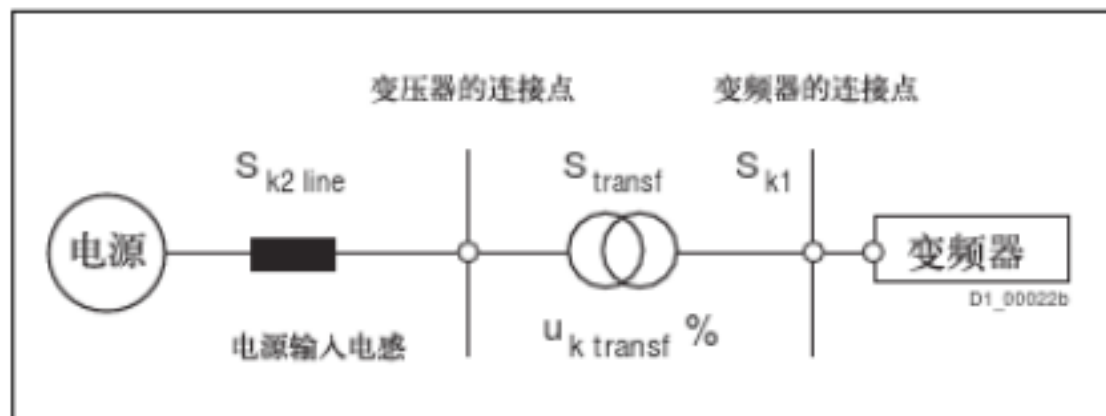 变压器的连接点
变频器的连接点
S k2 line
S transf
S k1
电源
变频器
D1_00022b
电源输入电感
u k transf %